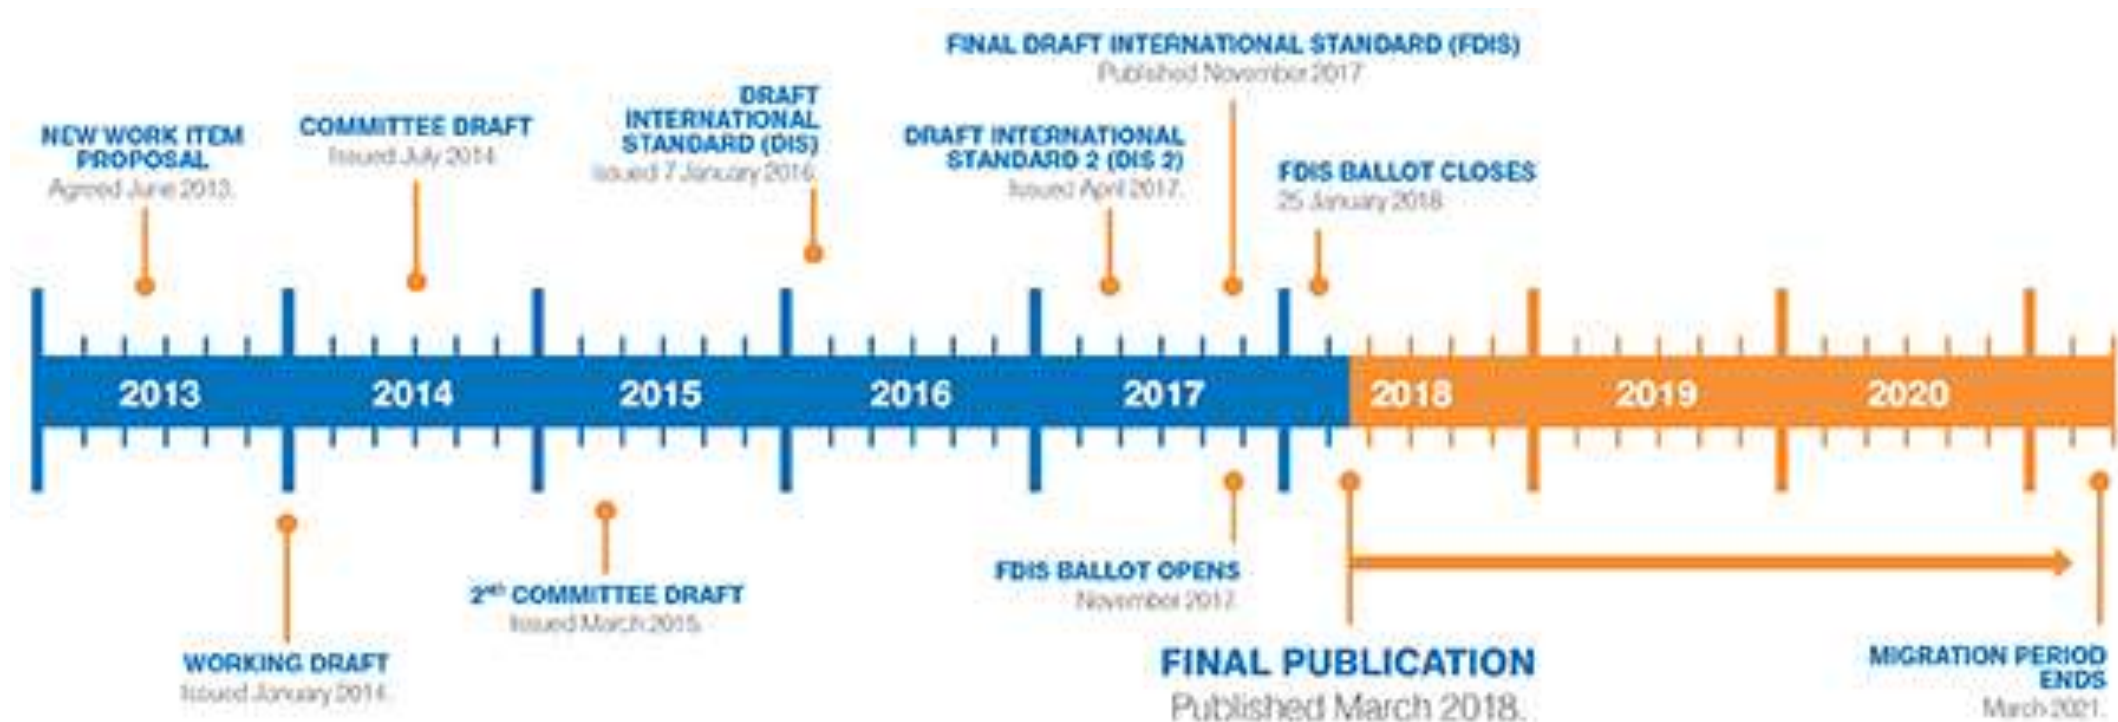 FINAL DRAFT INTERNATIONAL STANDARD (FDIS)
Published November 2017
DRAFT
INTERNATIONAL
STANDARD (DIS)
Issued 7 January 2016.
COMMITTEE DRAFT
Issued July 2014
NEW WORK ITEM
PROPOSAL
Agreed June 2013.
DRAFT INTERNATIONAL
STANDARD 2 (DIS 2)
Issued April 2017.
FDIS BALLOT CLOSES
25 January 2018
2013
2014
2015
2016
2017
2018
2019
2020
FDIS BALLOT OPENS
November 2017.
2nd COMMITTEE DRAFT
Issued March 2015.
WORKING DRAFT
Issued January 2014.
FINAL PUBLICATION
Published March 2018.
MIGRATION PERIOD
ENDS
March 2021.